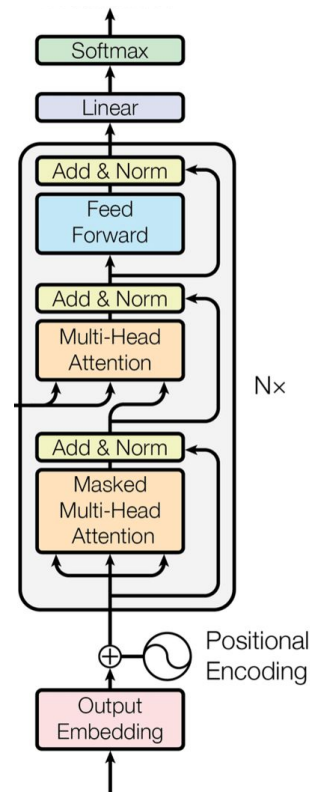 Softmax
Linear
Add & Norm
Feed
Forward
Add & Norm
Multi-Head
Attention
N×
Add & Norm
Masked
Multi-Head
Attention
Positional
Encoding
Output
Embedding